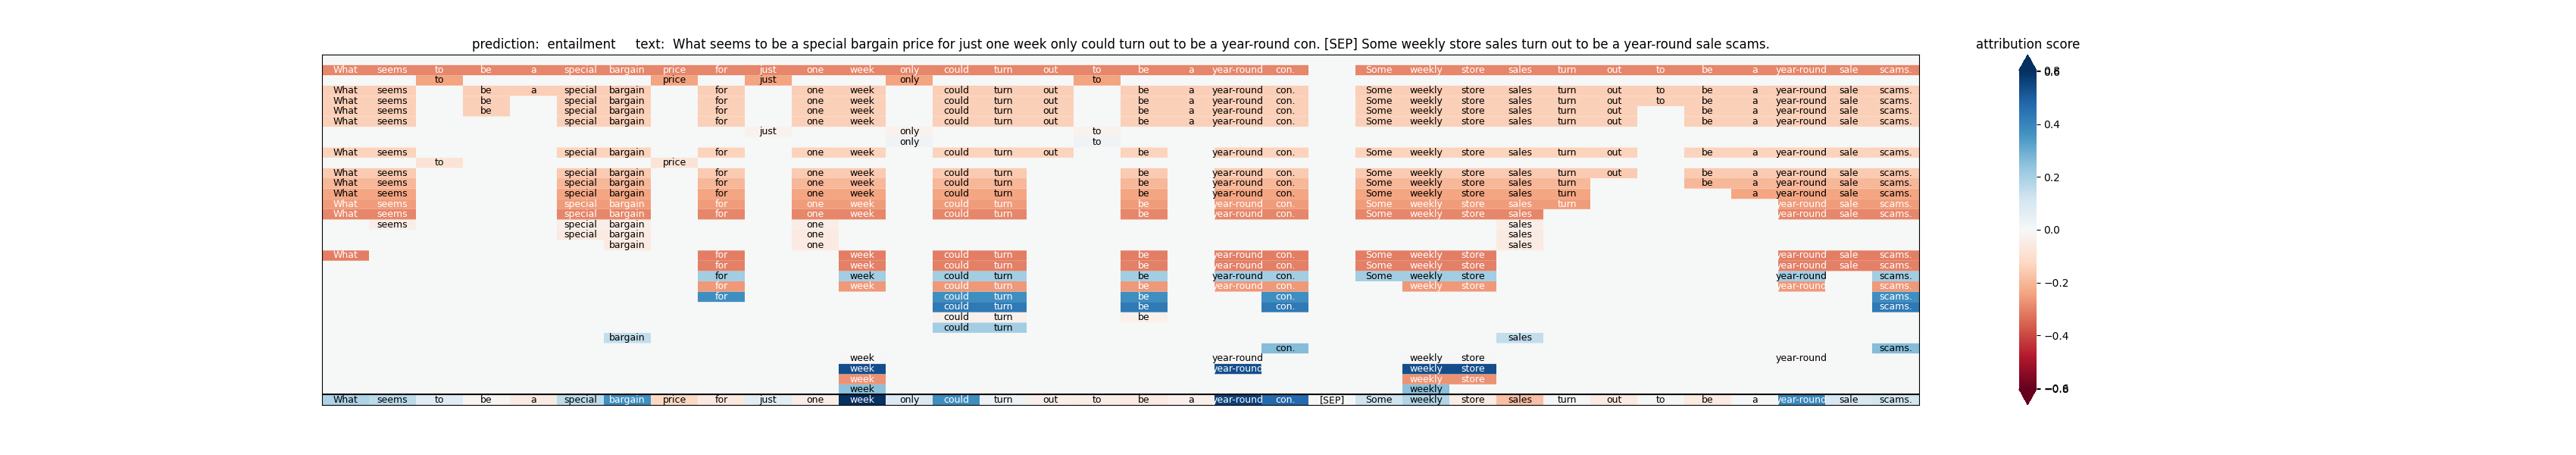 prediction: entailment text: What seems to be a special bargain price for just one week only could turn out to be a year-round con. [SEP] Some weekly store sales turn out to be a year-round sale scams.
attribution score
What seems to be a special bargain price for just one week only could turn out to be a year-round con. Some weekly store sales turn out to be a year-round sale scams.
to price just only to
What seems be a special bargain for one week could turn out be a year-round con. Some weekly store sales turn out to be a year-round sale scams.
What seems be special bargain for one week could turn out be a year-round con. Some weekly store sales turn out to be a year-round sale scams.
What seems be special bargain for one week could turn out be a year-round con. Some weekly store sales turn out be a year-round sale scams.
What seems special bargain for one week could turn out be a year-round con. Some weekly store sales turn out be a year-round sale scams.
just only to
only to
What seems special bargain for one week could turn out be year-round con. Some weekly store sales turn out be a year-round sale scams.
to price
What seems special bargain for one week could turn be year-round con. Some weekly store sales turn out be a year-round sale scams.
What seems special bargain for one week could turn be year-round con. Some weekly store sales turn be a year-round sale scams.
What seems special bargain for one week could turn be year-round con. Some weekly store sales turn a year-round sale scams.
What seems special bargain for one week could turn be year-round con. Some weekly store sales turn year-round sale scams.
What seems special bargain for one week could turn be year-round con. Some weekly store sales year-round sale scams.
seems special bargain one sales
special bargain one sales
bargain one sales
What for week could turn be year-round con. Some weekly store year-round sale scams.
for week could turn be year-round con. Some weekly store year-round sale scams.
for week could turn be year-round con. Some weekly store year-round scams.
for week could turn be year-round con. weekly store year-round scams.
for could turn be con. scams.
could turn be con. scams.
could turn be
could turn
bargain sales
con. scams.
week year-round weekly store year-round
week year-round weekly store
week weekly store
week weekly
What seems to be a special bargain price for just one week only could turn out to be a year-round con. [SEP] Some weekly store sales turn out to be a year-round sale scams.
0.4
0.2
0.0
−0.2
−0.4